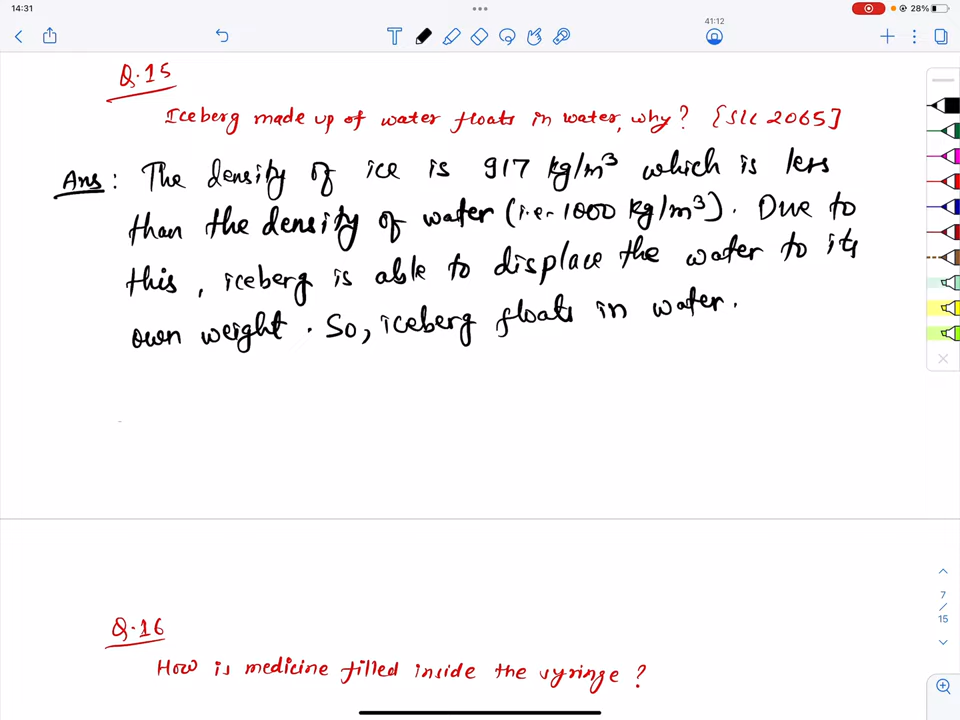 14:31
28%
41:12
Q.15
Iceberg made up of water floats in water, why? [SLC 2065]
Ans: The density of ice is 917 kg/m³ which is less
than the density of water (i.e. 1000 kg/m³). Due to
this, iceberg is able to displace the water to its
own weight. So, iceberg floats in water.
7
/
15
Q.16
How is medicine filled inside the syringe?